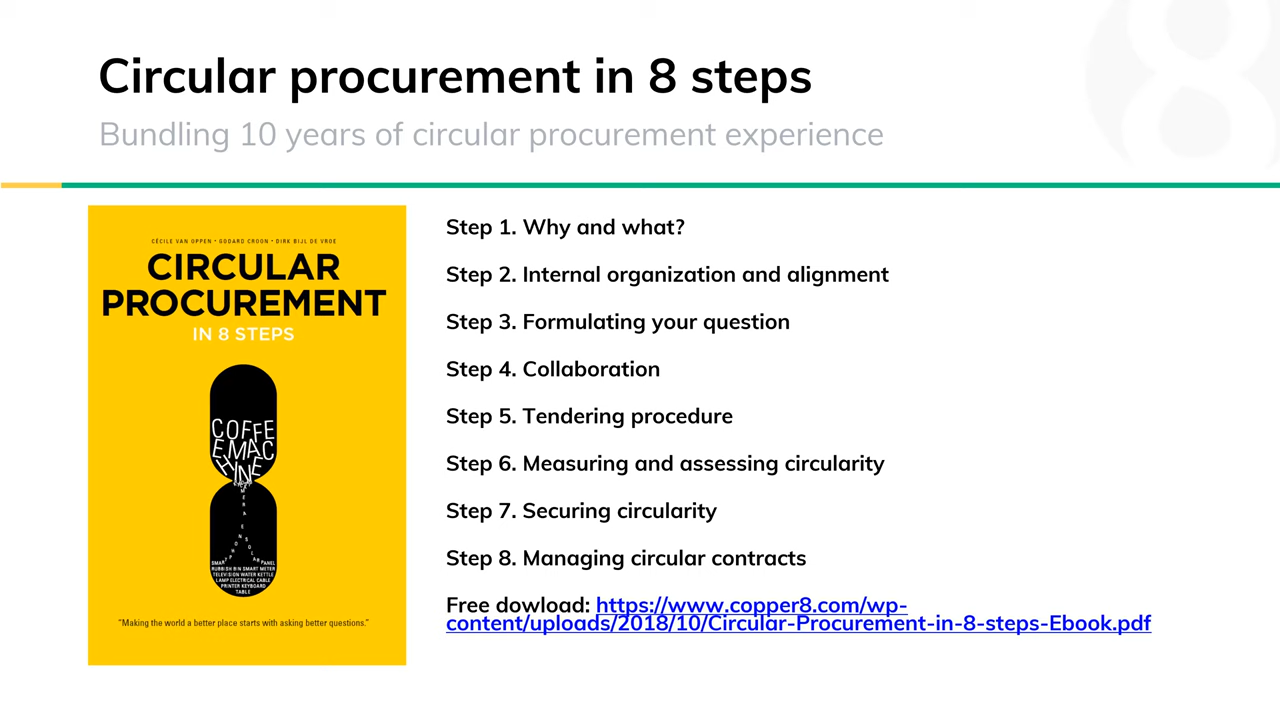 Circular procurement in 8 steps
Bundling 10 years of circular procurement experience
CÉCILE VAN OPPEN • GODARD CROON • DIRK BIJL DE VROE
CIRCULAR
PROCUREMENT
IN 8 STEPS
COFFE
EMAC
HYNE
SMARTPHONE SOLARPANEL
RUBBISH BIN SMART METER
TELEVISION WATER KETTLE
LAMP ELECTRICAL CABLE
PRINTER KEYBOARD
TABLE
"Making the world a better place starts with asking better questions."
Step 1. Why and what?
Step 2. Internal organization and alignment
Step 3. Formulating your question
Step 4. Collaboration
Step 5. Tendering procedure
Step 6. Measuring and assessing circularity
Step 7. Securing circularity
Step 8. Managing circular contracts
Free dowload: https://www.copper8.com/wp-
content/uploads/2018/10/Circular-Procurement-in-8-steps-Ebook.pdf